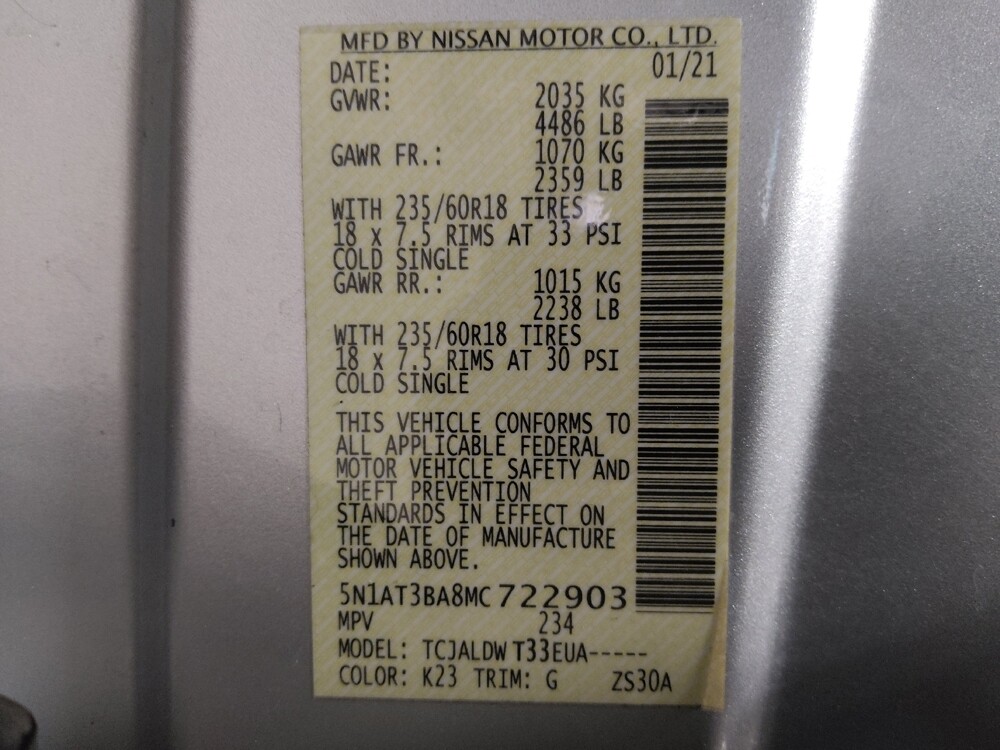 MFD BY NISSAN MOTOR CO., LTD.
DATE: 01/21
GVWR: 2035 KG
4486 LB
GAWR FR.: 1070 KG
2359 LB
WITH 235/60R18 TIRES
18 x 7.5 RIMS AT 33 PSI
COLD SINGLE
GAWR RR.: 1015 KG
2238 LB
WITH 235/60R18 TIRES
18 x 7.5 RIMS AT 30 PSI
COLD SINGLE
THIS VEHICLE CONFORMS TO
ALL APPLICABLE FEDERAL
MOTOR VEHICLE SAFETY AND
THEFT PREVENTION
STANDARDS IN EFFECT ON
THE DATE OF MANUFACTURE
SHOWN ABOVE.
5N1AT3BA8MC722903
MPV 234
MODEL: TCJALDW T33EUA-----
COLOR: K23 TRIM: G ZS30A